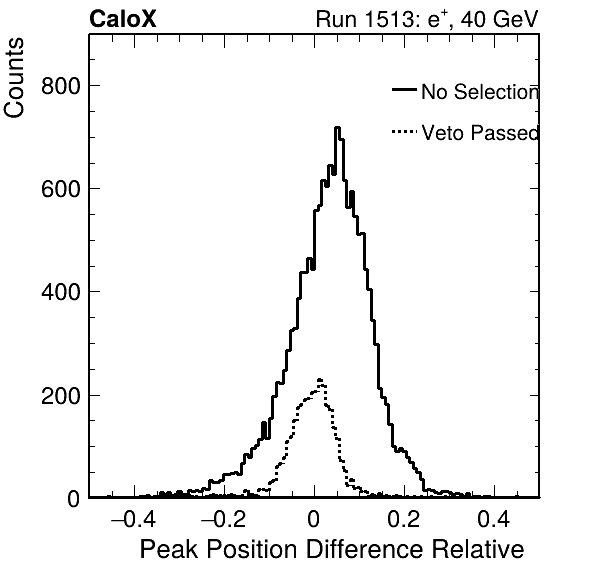 CaloX Run 1513: e⁺, 40 GeV
Counts
No Selection
Veto Passed
800
600
400
200
0
−0.4 −0.2 0 0.2 0.4
Peak Position Difference Relative